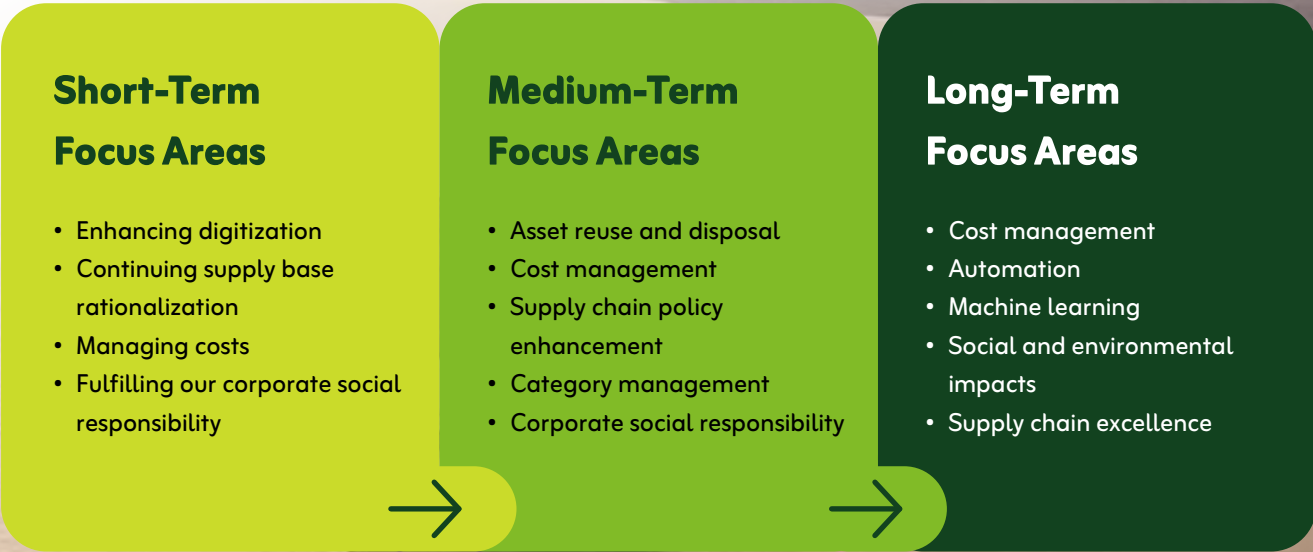 Short-Term
Focus Areas
• Enhancing digitization
• Continuing supply base
rationalization
• Managing costs
• Fulfilling our corporate social
responsibility
Medium-Term
Focus Areas
• Asset reuse and disposal
• Cost management
• Supply chain policy
enhancement
• Category management
• Corporate social responsibility
Long-Term
Focus Areas
• Cost management
• Automation
• Machine learning
• Social and environmental
impacts
• Supply chain excellence